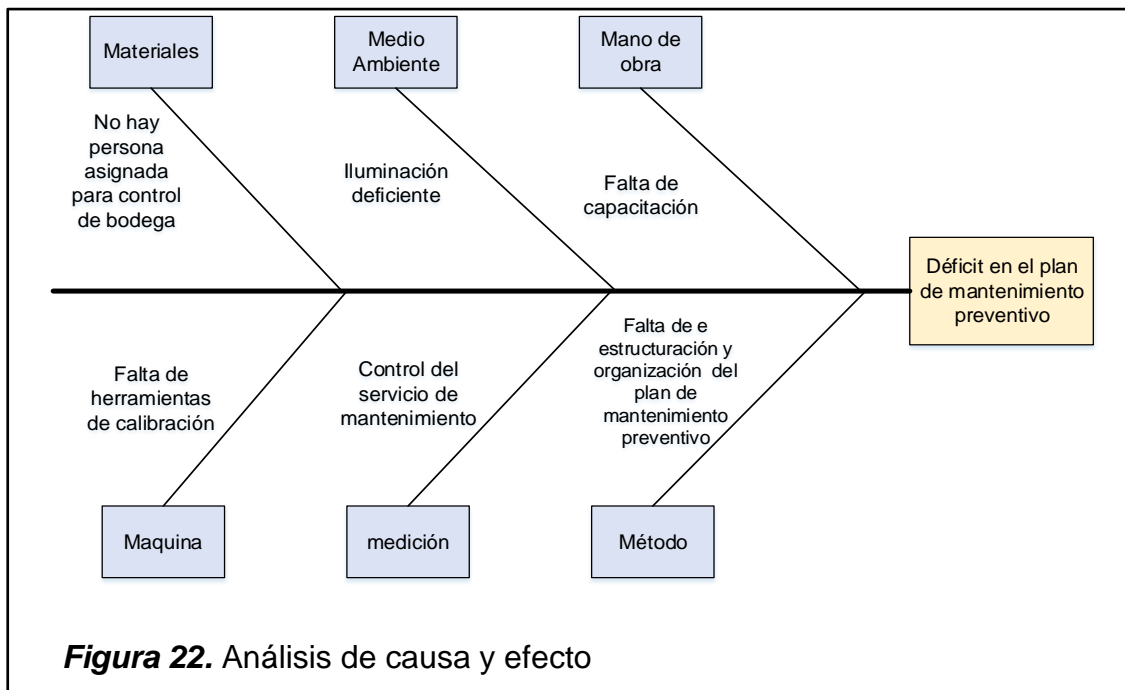 Materiales
Medio
Ambiente
Mano de
obra
No hay
persona
asignada
para control
de bodega
Iluminación
deficiente
Falta de
capacitación
Déficit en el plan
de mantenimiento
preventivo
Falta de
herramientas
de calibración
Control del
servicio de
mantenimiento
Falta de e
estructuración y
organización del
plan de
mantenimiento
preventivo
Maquina
medición
Método
Figura 22. Análisis de causa y efecto